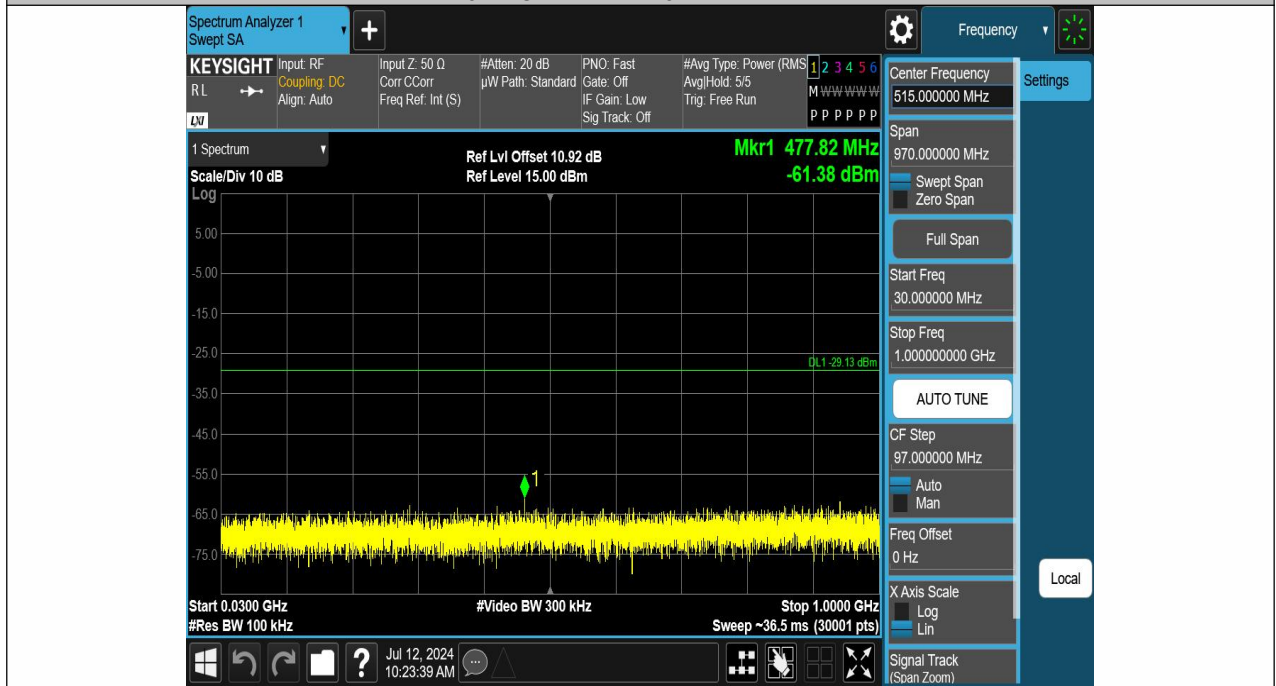 Spectrum Analyzer 1
Swept SA
+
Frequency
KEYSIGHT
RL
LXI
Input: RF
Coupling: DC
Align: Auto
Input Z: 50 Ω
Corr CCorr
Freq Ref: Int (S)
#Atten: 20 dB
µW Path: Standard
PNO: Fast
Gate: Off
IF Gain: Low
Sig Track: Off
#Avg Type: Power (RMS
Avg|Hold: 5/5
Trig: Free Run
1 2 3 4 5 6
M W W W W W
P P P P P P
1 Spectrum
Scale/Div 10 dB
Log
Ref Lvl Offset 10.92 dB
Ref Level 15.00 dBm
Mkr1 477.82 MHz
-61.38 dBm
5.00
-5.00
-15.0
-25.0
DL1 -29.13 dBm
-35.0
-45.0
-55.0
1
-65.0
-75.0
Start 0.0300 GHz
#Res BW 100 kHz
#Video BW 300 kHz
Stop 1.0000 GHz
Sweep ~36.5 ms (30001 pts)
Center Frequency
515.000000 MHz
Settings
Span
970.000000 MHz
Swept Span
Zero Span
Full Span
Start Freq
30.000000 MHz
Stop Freq
1.000000000 GHz
AUTO TUNE
CF Step
97.000000 MHz
Auto
Man
Freq Offset
0 Hz
X Axis Scale
Log
Lin
Local
Signal Track
(Span Zoom)
?
Jul 12, 2024
10:23:39 AM